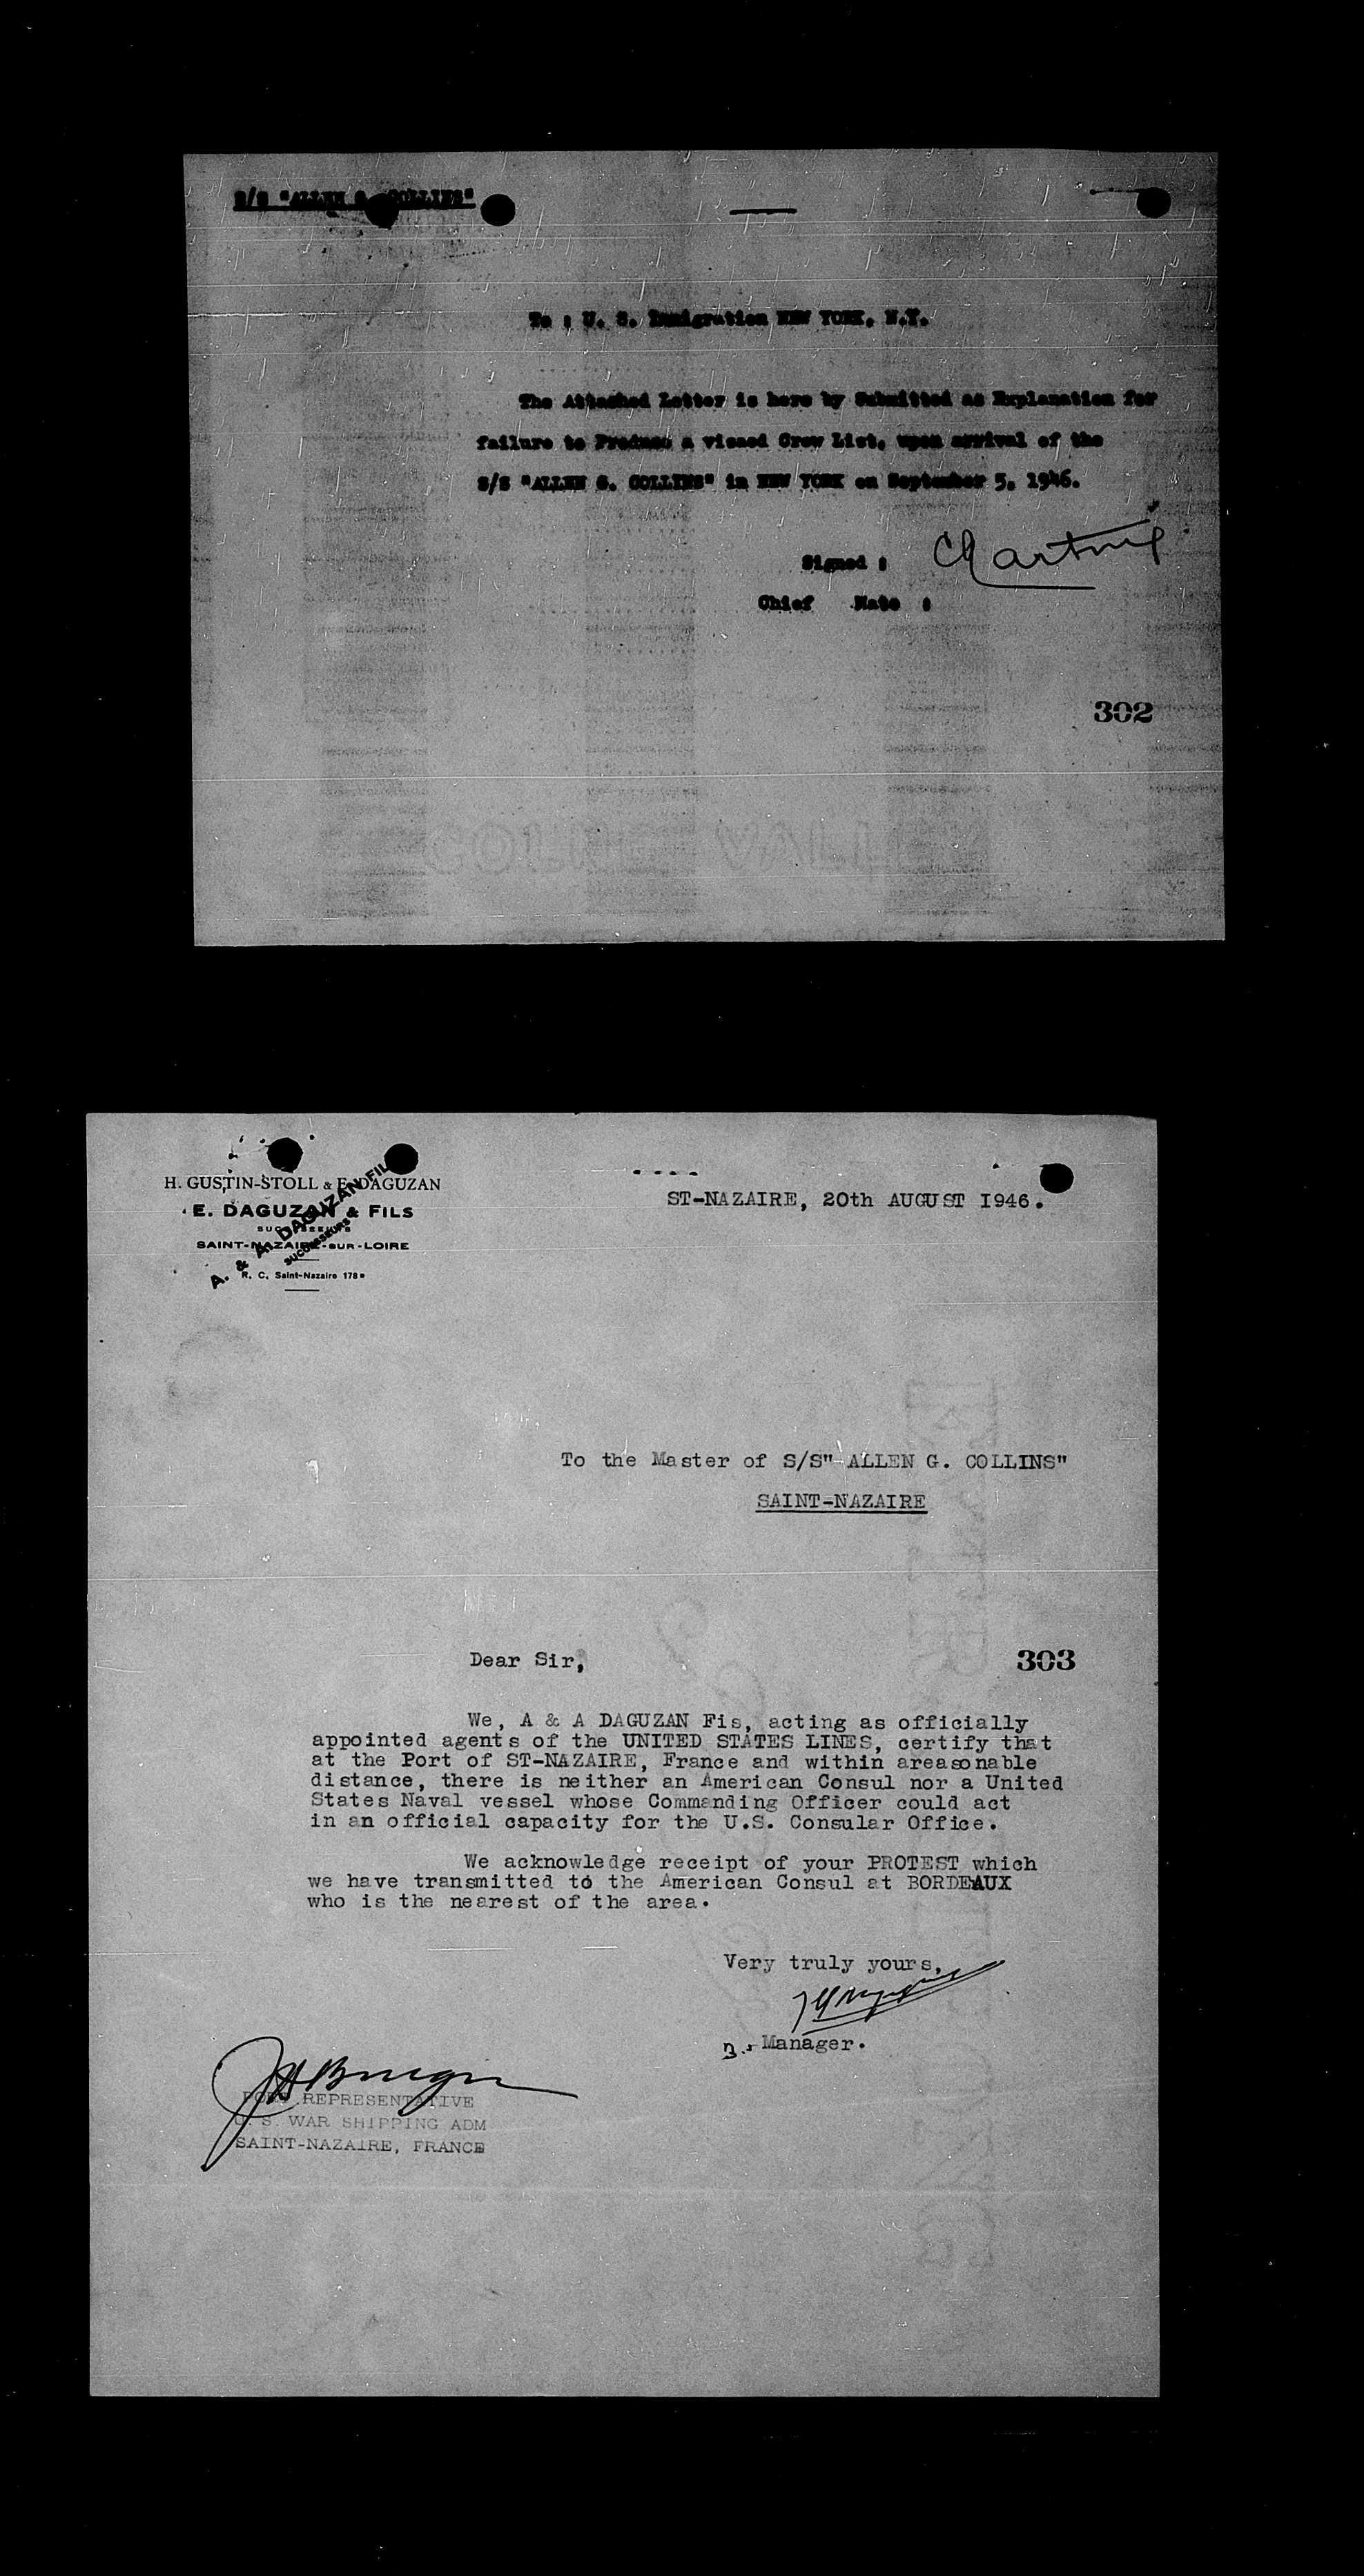 S/S "ALLEN G. COLLINS"
To : U. S. Immigration NEW YORK, N.Y.
The Attached Letter is here by Submitted as Explanation for
failure to Produce a visaed Crew List, upon arrival of the
S/S "ALLEN G. COLLINS" in NEW YORK on September 5, 1946.
Signed :
Chief Mate :
302
H. GUSTIN-STOLL & E. DAGUZAN
E. DAGUZAN & FILS
SUCCESSEURS
SAINT-NAZAIRE-SUR-LOIRE
R. C. Saint-Nazaire 178
A. & A. DAGUZAN FILS
SUCCESSEURS
ST-NAZAIRE, 20th AUGUST 1946.
To the Master of S/S" ALLEN G. COLLINS"
SAINT-NAZAIRE
Dear Sir,
303
We, A & A DAGUZAN Fis, acting as officially
appointed agents of the UNITED STATES LINES, certify that
at the Port of ST-NAZAIRE, France and within areasonable
distance, there is neither an American Consul nor a United
States Naval vessel whose Commanding Officer could act
in an official capacity for the U.S. Consular Office.
We acknowledge receipt of your PROTEST which
we have transmitted to the American Consul at BORDEAUX
who is the nearest of the area.
Very truly yours,
Manager.
PORT REPRESENTATIVE
U. S. WAR SHIPPING ADM
SAINT-NAZAIRE, FRANCE